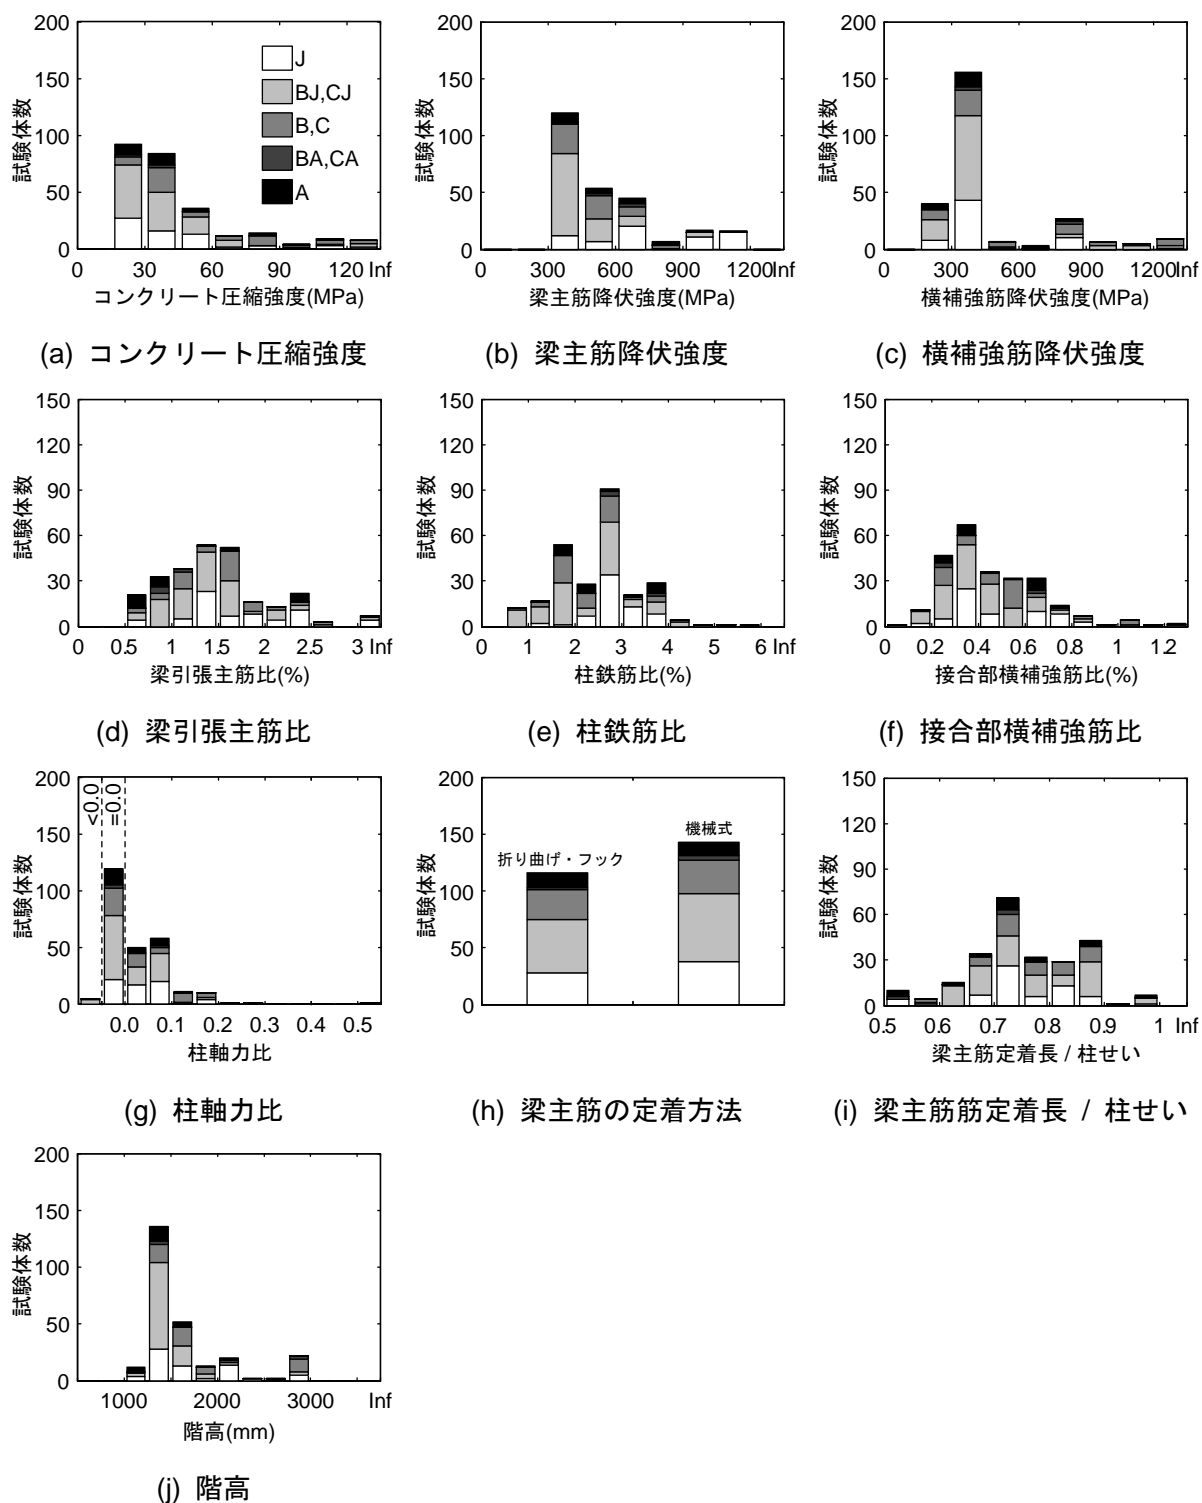 200
150
100
50
0
試験体数
J
BJ,CJ
B,C
BA,CA
A
0 30 60 90 120 Inf
コンクリート圧縮強度(MPa)
(a) コンクリート圧縮強度
200
150
100
50
0
試験体数
0 300 600 900 1200Inf
梁主筋降伏強度(MPa)
(b) 梁主筋降伏強度
200
150
100
50
0
試験体数
0 300 600 900 1200Inf
横補強筋降伏強度(MPa)
(c) 横補強筋降伏強度
150
120
90
60
30
0
試験体数
0 0.5 1 1.5 2 2.5 3 Inf
梁引張主筋比(%)
(d) 梁引張主筋比
150
120
90
60
30
0
試験体数
0 1 2 3 4 5 6 Inf
柱鉄筋比(%)
(e) 柱鉄筋比
150
120
90
60
30
0
試験体数
0 0.2 0.4 0.6 0.8 1 1.2
接合部横補強筋比(%)
(f) 接合部横補強筋比
200
150
100
50
0
試験体数
<0.0
=0.0
0.0 0.1 0.2 0.3 0.4 0.5
柱軸力比
(g) 柱軸力比
200
150
100
50
0
試験体数
折り曲げ・フック
機械式
(h) 梁主筋の定着方法
150
120
90
60
30
0
試験体数
0.5 0.6 0.7 0.8 0.9 1 Inf
梁主筋定着長 / 柱せい
(i) 梁主筋筋定着長 / 柱せい
200
150
100
50
0
試験体数
1000 2000 3000 Inf
階高(mm)
(j) 階高